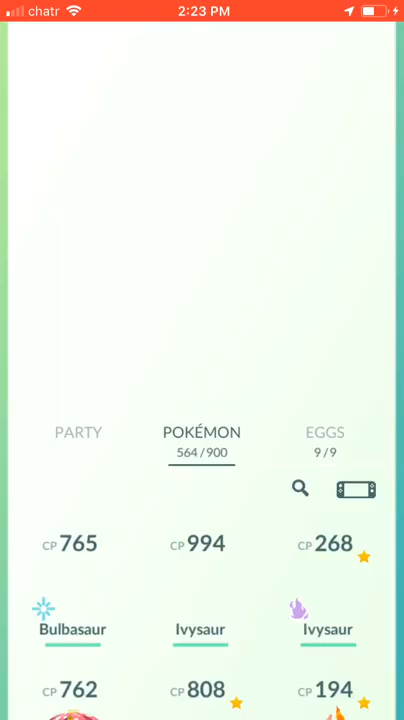 chatr 2:23 PM
PARTY POKÉMON EGGS
564 / 900 9 / 9
CP 765 CP 994 CP 268
Bulbasaur Ivysaur Ivysaur
CP 762 CP 808 CP 194